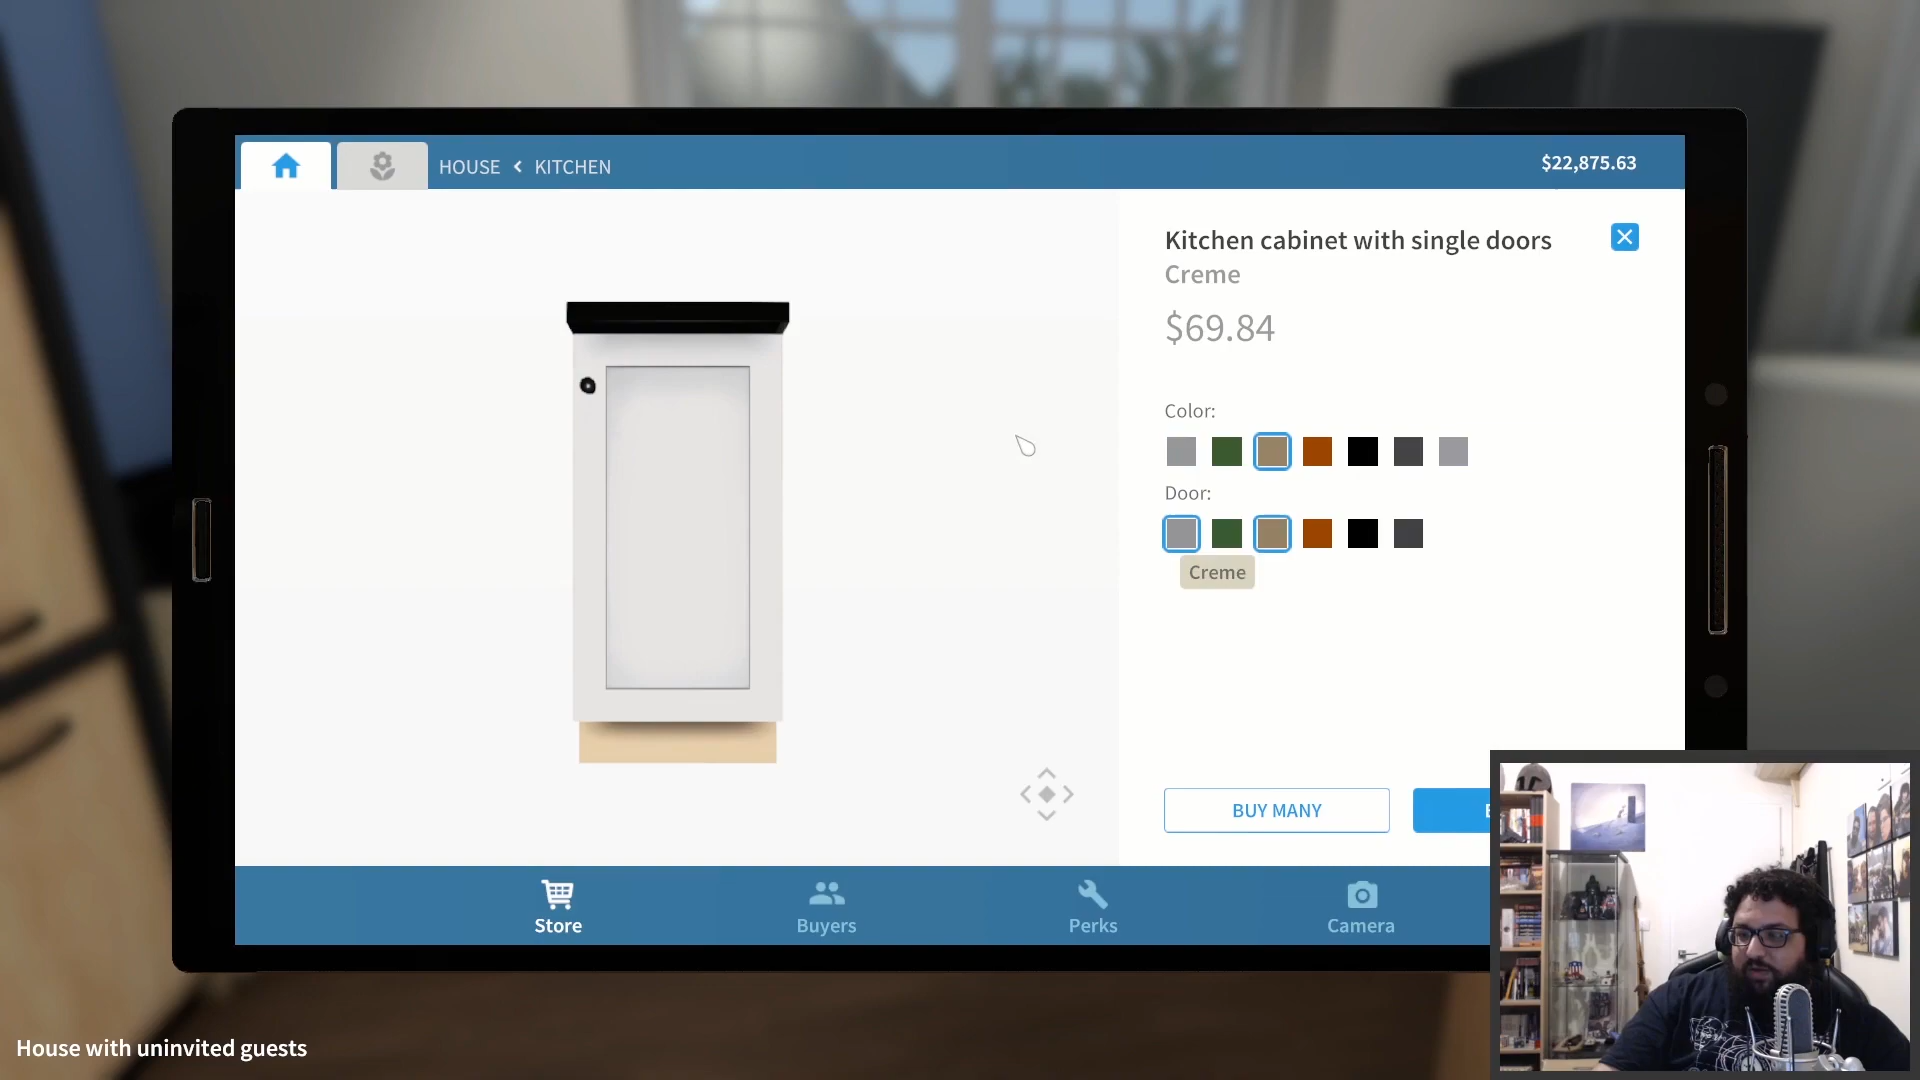 HOUSE < KITCHEN
$22,875.63
Kitchen cabinet with single doors
Creme
$69.84
Color:
Door:
Creme
BUY MANY
Store
Buyers
Perks
Camera
House with uninvited guests